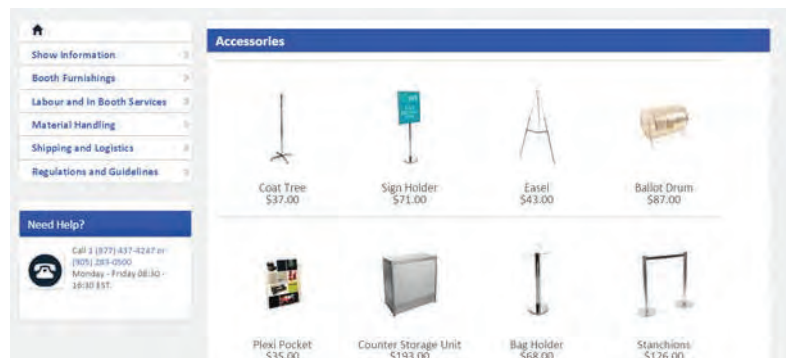 Show Information
Booth Furnishings
Labour and In Booth Services
Material Handling
Shipping and Logistics
Regulations and Guidelines
Need Help?
Call 1 (877)-437-4247 or
(905) 283-0500
Monday - Friday 08:30 -
16:30 EST.
Accessories
Coat Tree
$37.00
Sign Holder
$71.00
Easel
$43.00
Ballot Drum
$87.00
Plexi Pocket
$35.00
Counter Storage Unit
$193.00
Bag Holder
$68.00
Stanchions
$126.00